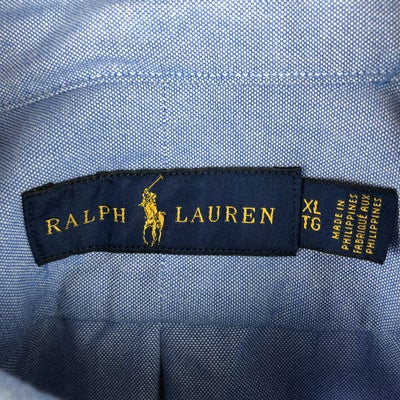 RALPH LAUREN
XL
TG
MADE IN
PHILIPPINES
FABRIQUÉ AUX
PHILIPPINES